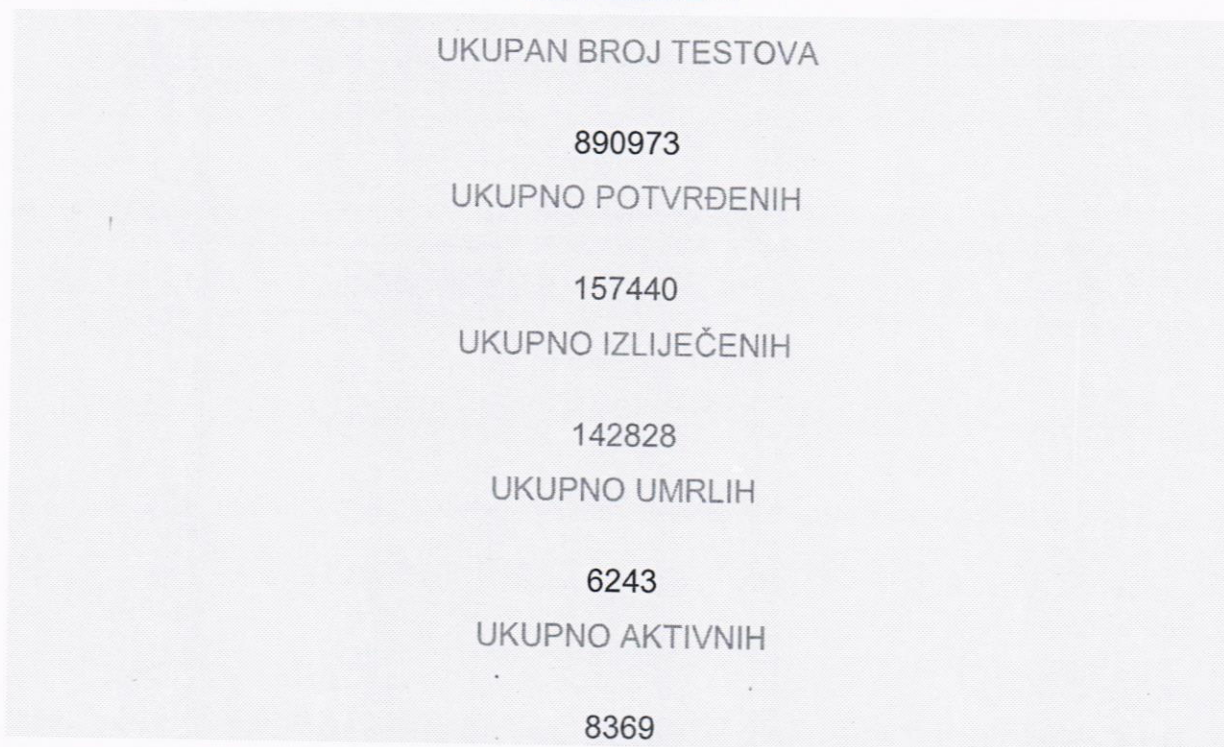 UKUPAN BROJ TESTOVA
890973
UKUPNO POTVRĐENIH
157440
UKUPNO IZLIJEČENIH
142828
UKUPNO UMRLIH
6243
UKUPNO AKTIVNIH
8369